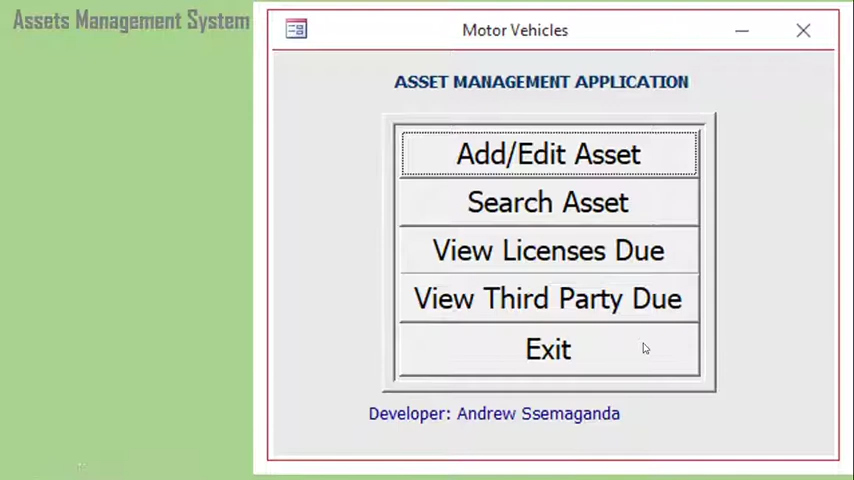 Assets Management System
Motor Vehicles
ASSET MANAGEMENT APPLICATION
Add/Edit Asset
Search Asset
View Licenses Due
View Third Party Due
Exit
Developer: Andrew Ssemaganda